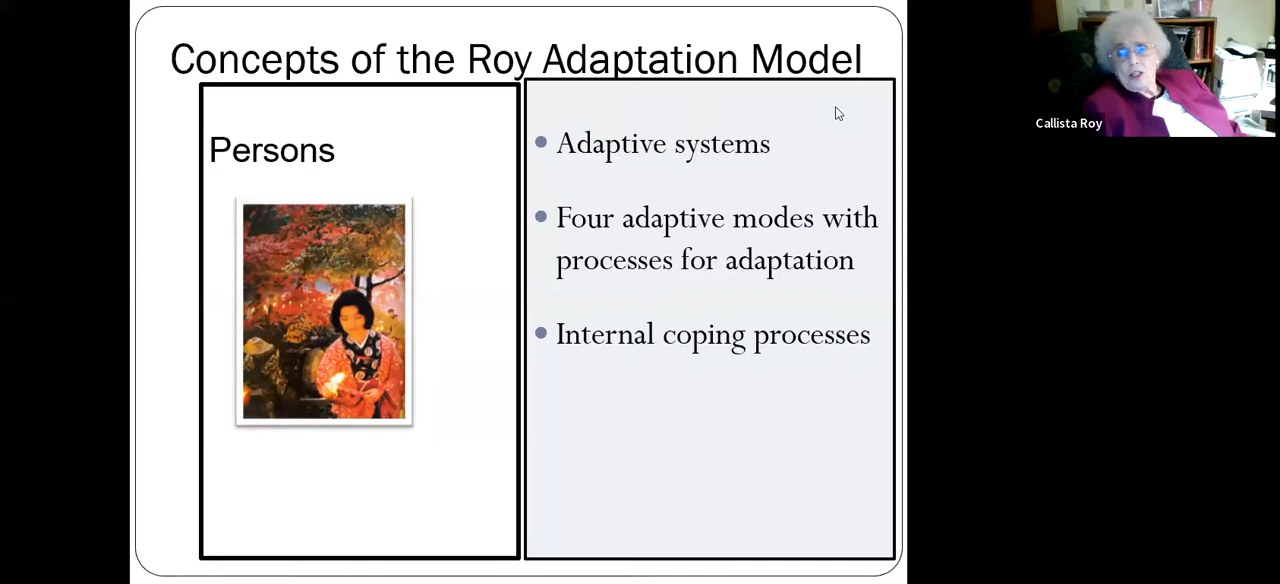 Concepts of the Roy Adaptation Model
Persons
Adaptive systems
Four adaptive modes with
processes for adaptation
Internal coping processes
Callista Roy